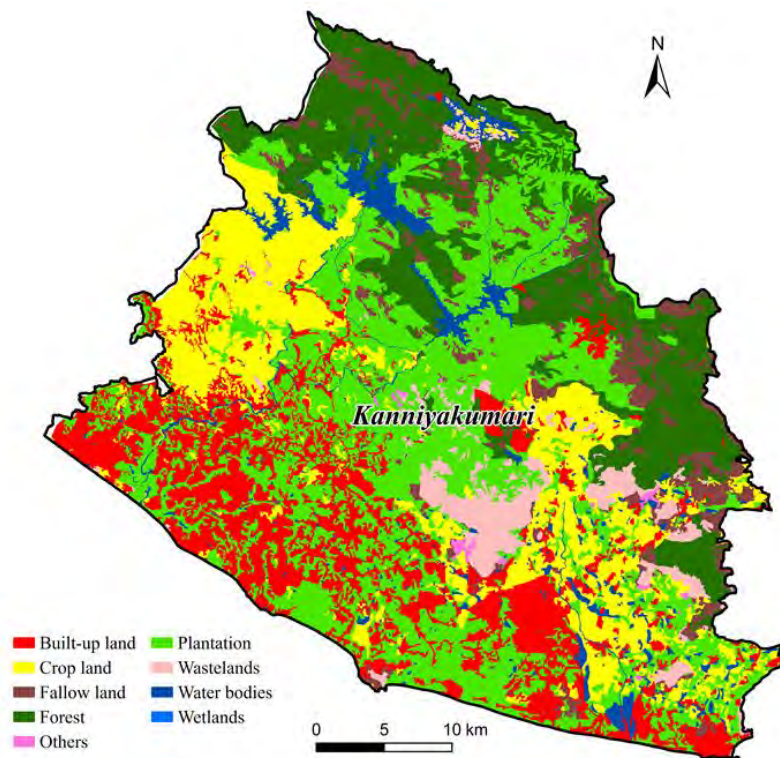 N
Kanniyakumari
Built-up land
Plantation
Crop land
Wastelands
Fallow land
Water bodies
Forest
Wetlands
Others
0 5 10 km